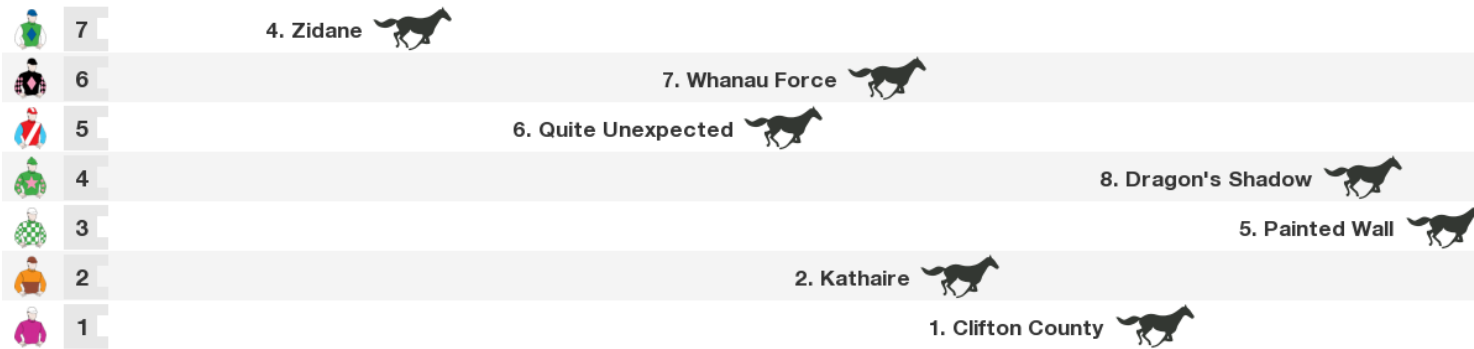 7 4. Zidane
6 7. Whanau Force
5 6. Quite Unexpected
4 8. Dragon's Shadow
3 5. Painted Wall
2 2. Kathaire
1 1. Clifton County